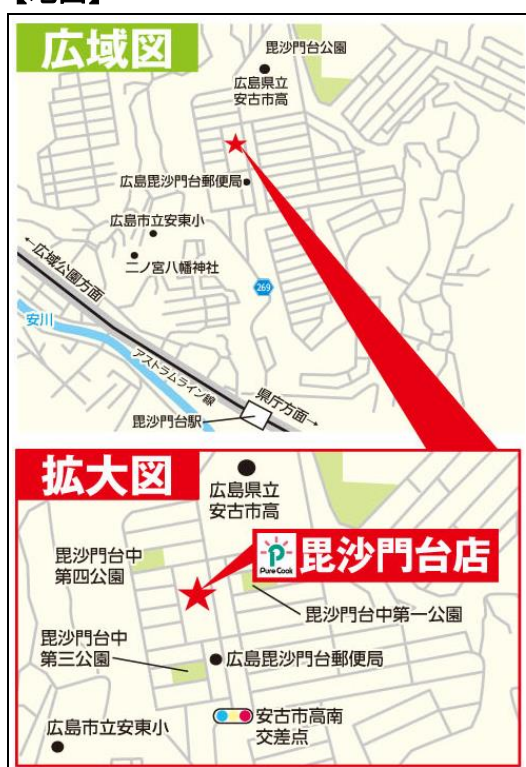 【地図】
広域図
毘沙門台公園
広島県立
安古市高
広島毘沙門台郵便局
広島市立安東小
二ノ宮八幡神社
←広域公園方面
269
安川
アストラムライン線
県庁方面→
毘沙門台駅
拡大図
広島県立
安古市高
P
Pure Cook
毘沙門台店
毘沙門台中
第四公園
毘沙門台中第一公園
毘沙門台中
第三公園
広島毘沙門台郵便局
安古市高南
交差点
広島市立安東小